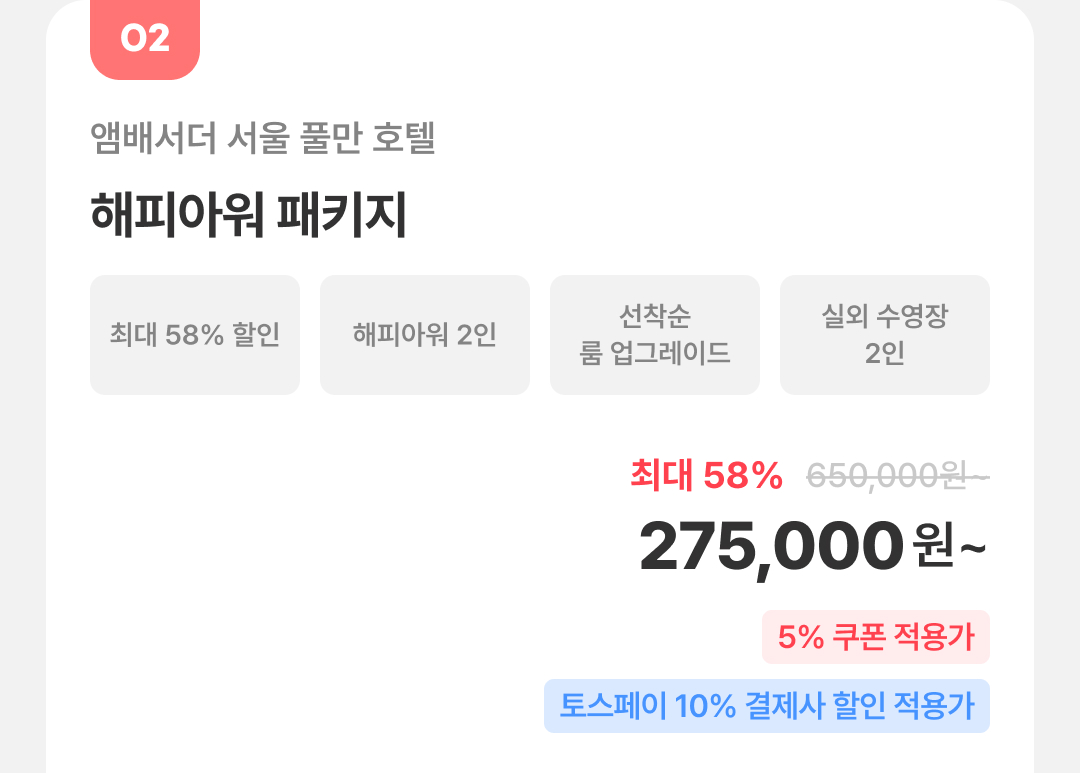 02
앰배서더 서울 풀만 호텔
해피아워 패키지
최대 58% 할인
해피아워 2인
선착순
룸 업그레이드
실외 수영장
2인
최대 58% 650,000원~
275,000원~
5% 쿠폰 적용가
토스페이 10% 결제사 할인 적용가